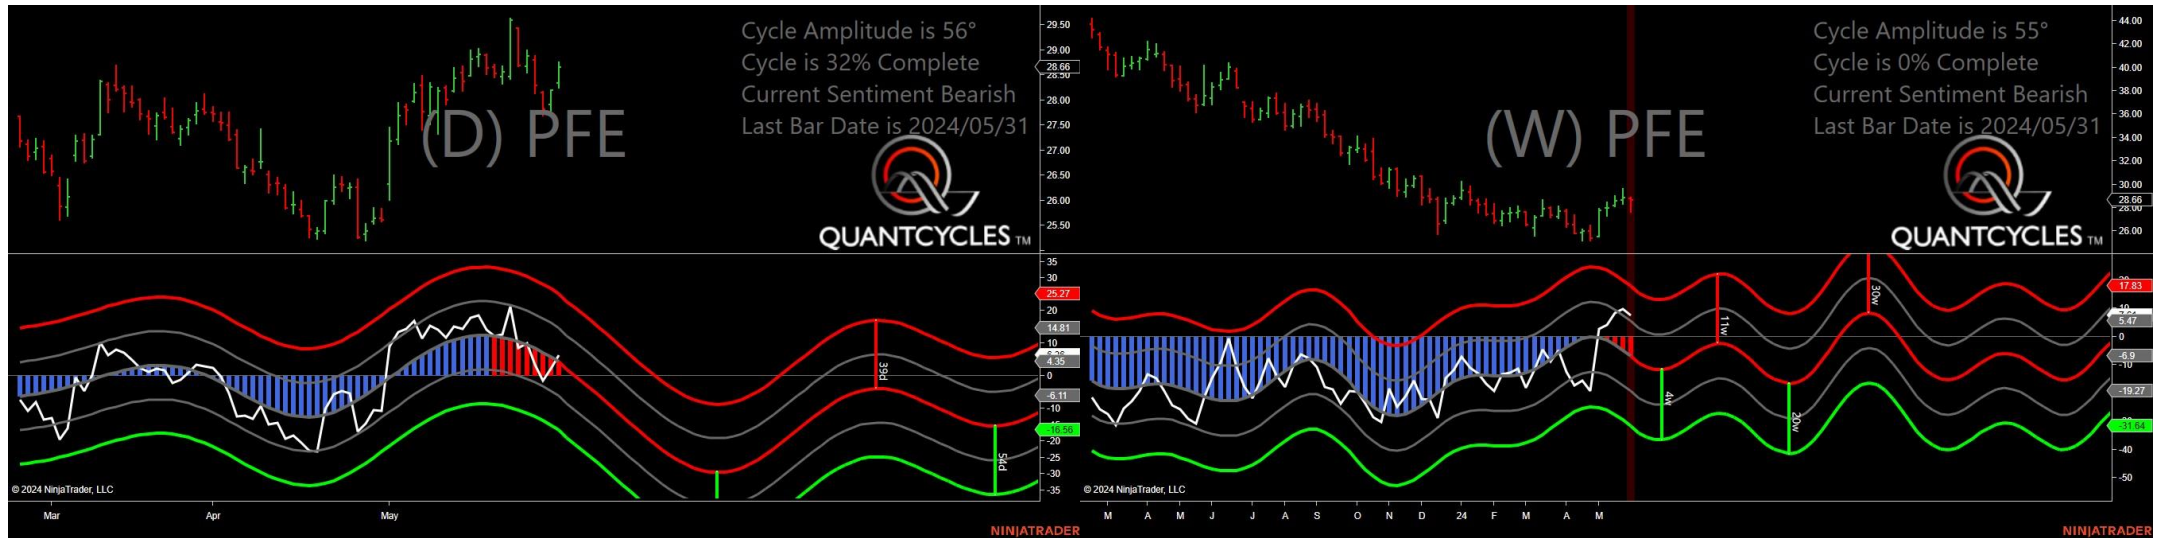 Cycle Amplitude is 56°
Cycle is 32% Complete
Current Sentiment Bearish
Last Bar Date is 2024/05/31
(D) PFE
QUANTCYCLES TM
29.50
29.00
28.66
28.50
28.00
27.50
27.00
26.50
26.00
25.50
35
30
25.27
20
14.81
10
4.35
0
-6.11
-10
-16.56
-20
-25
-30
-35
39d
54d
© 2024 NinjaTrader, LLC
Mar
Apr
May
NINJATRADER
Cycle Amplitude is 55°
Cycle is 0% Complete
Current Sentiment Bearish
Last Bar Date is 2024/05/31
(W) PFE
QUANTCYCLES TM
44.00
42.00
40.00
38.00
36.00
34.00
32.00
30.00
28.66
28.00
26.00
17.83
10
5.47
0
-6.9
-10
-19.27
-31.64
-40
-50
11w
4w
20w
30w
© 2024 NinjaTrader, LLC
M A M J J A S O N D 24 F M A M
NINJATRADER